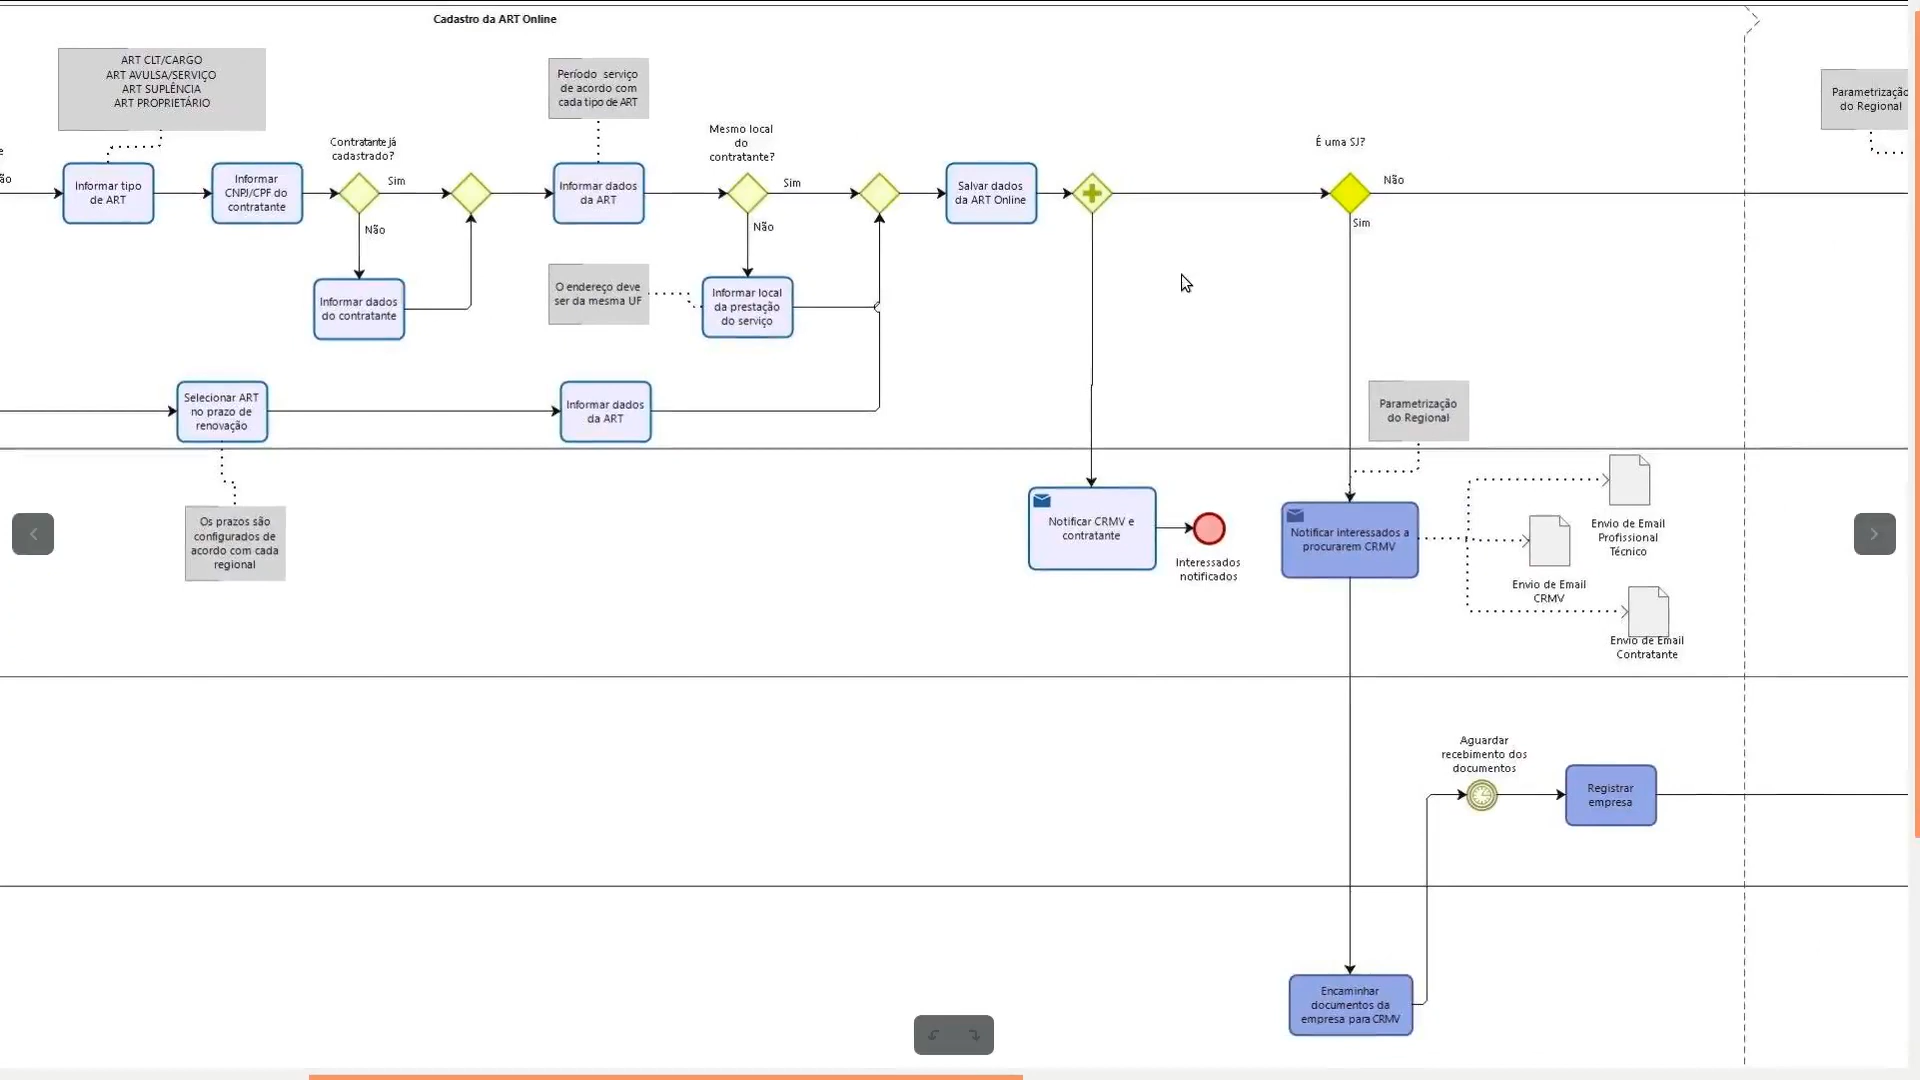 Cadastro da ART Online
ART CLT/CARGO
ART AVULSA/SERVIÇO
ART SUPLÊNCIA
ART PROPRIETÁRIO
Período serviço
de acordo com
cada tipo de ART
Parametrização
do Regional
Contratante já
cadastrado?
Mesmo local
do
contratante?
É uma SJ?
Informar tipo
de ART
Informar
CNPJ/CPF do
contratante
Sim
Não
Informar dados
da ART
Sim
Não
Salvar dados
da ART Online
Não
Sim
Informar dados
do contratante
O endereço deve
ser da mesma UF
Informar local
da prestação
do serviço
Selecionar ART
no prazo de
renovação
Informar dados
da ART
Parametrização
do Regional
Os prazos são
configurados de
acordo com cada
regional
Notificar CRMV e
contratante
Interessados
notificados
Notificar interessados a
procurarem CRMV
Envio de Email
Profissional
Técnico
Envio de Email
CRMV
Envio de Email
Contratante
Aguardar
recebimento dos
documentos
Registrar
empresa
Encaminhar
documentos da
empresa para CRMV